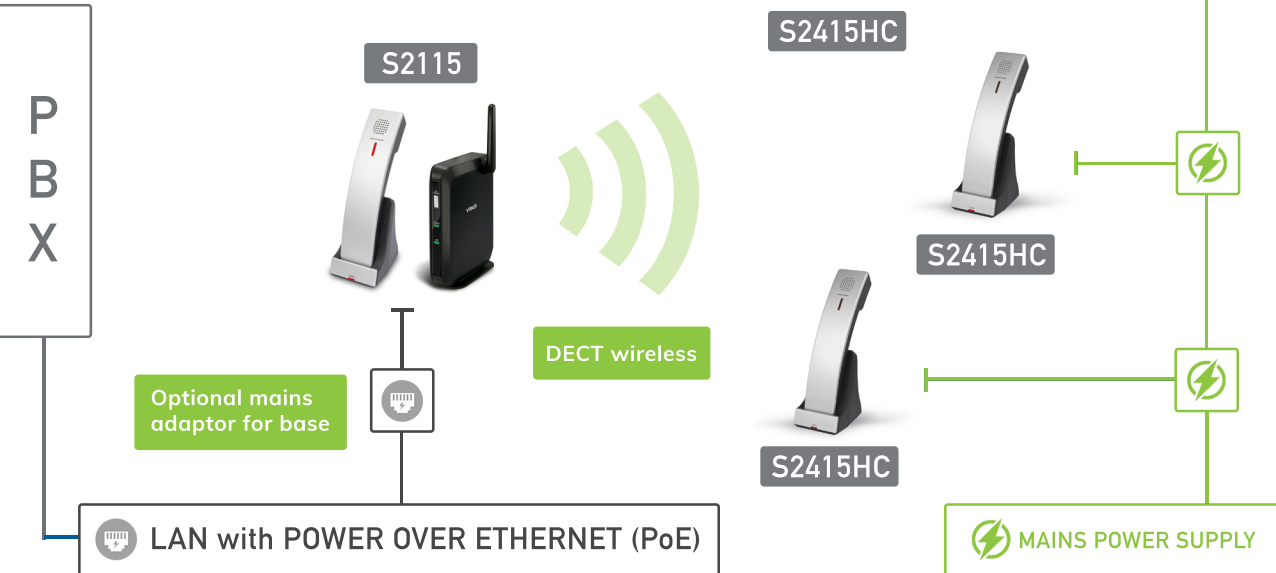 P
B
X
S2115
S2415HC
vtech
S2415HC
DECT wireless
Optional mains
adaptor for base
S2415HC
LAN with POWER OVER ETHERNET (PoE)
MAINS POWER SUPPLY